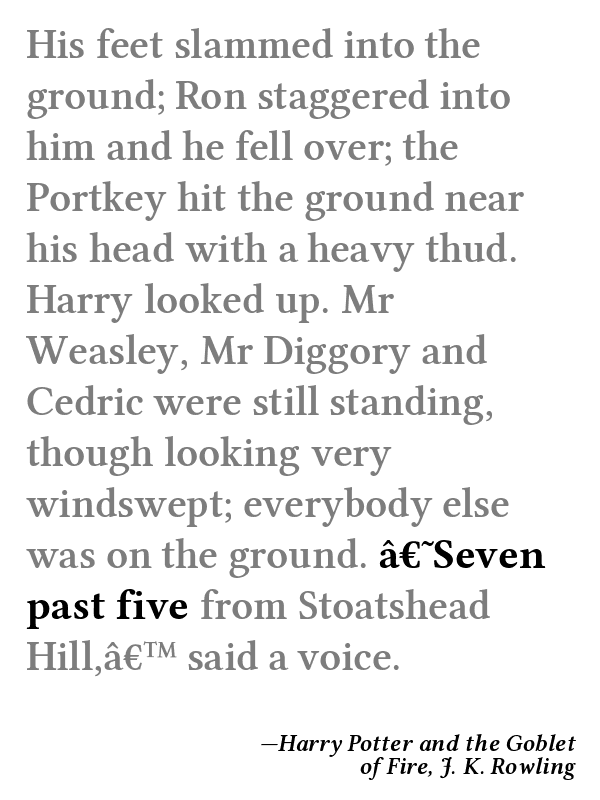 His feet slammed into the
ground; Ron staggered into
him and he fell over; the
Portkey hit the ground near
his head with a heavy thud.
Harry looked up. Mr
Weasley, Mr Diggory and
Cedric were still standing,
though looking very
windswept; everybody else
was on the ground. â€˜Seven
past five from Stoatshead
Hill,â€™ said a voice.
—Harry Potter and the Goblet
of Fire, J. K. Rowling